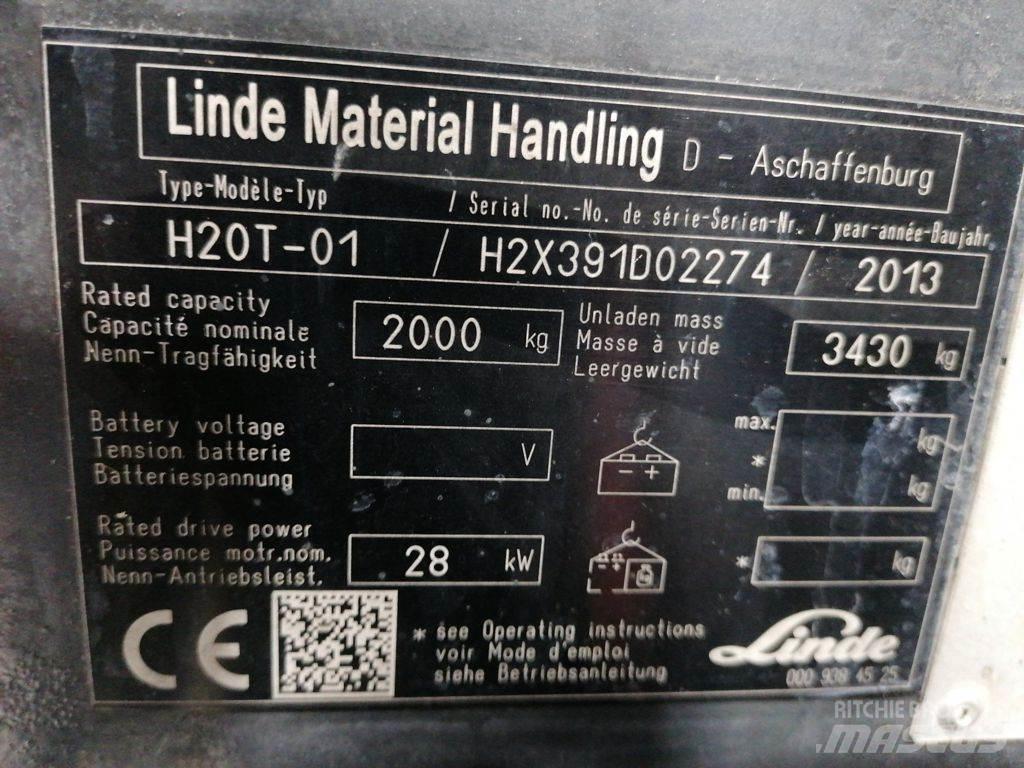 Linde Material Handling D - Aschaffenburg
Type-Modèle-Typ / Serial no.-No. de série-Serien-Nr. / year-année-Baujahr
H20T-01 / H2X391D02274 / 2013
Rated capacity
Capacité nominale
Nenn-Tragfähigkeit
2000 kg
Unladen mass
Masse à vide
Leergewicht
3430 kg
Battery voltage
Tension batterie
Batteriespannung
V
- +
max. kg
*
min. kg
Rated drive power
Puissance motr.nom.
Nenn-Antriebsleist.
28 kW
* kg
CE
* see Operating instructions
voir Mode d'emploi
siehe Betriebsanleitung
Linde
000 938 45 25
RITCHIE
MASCUS